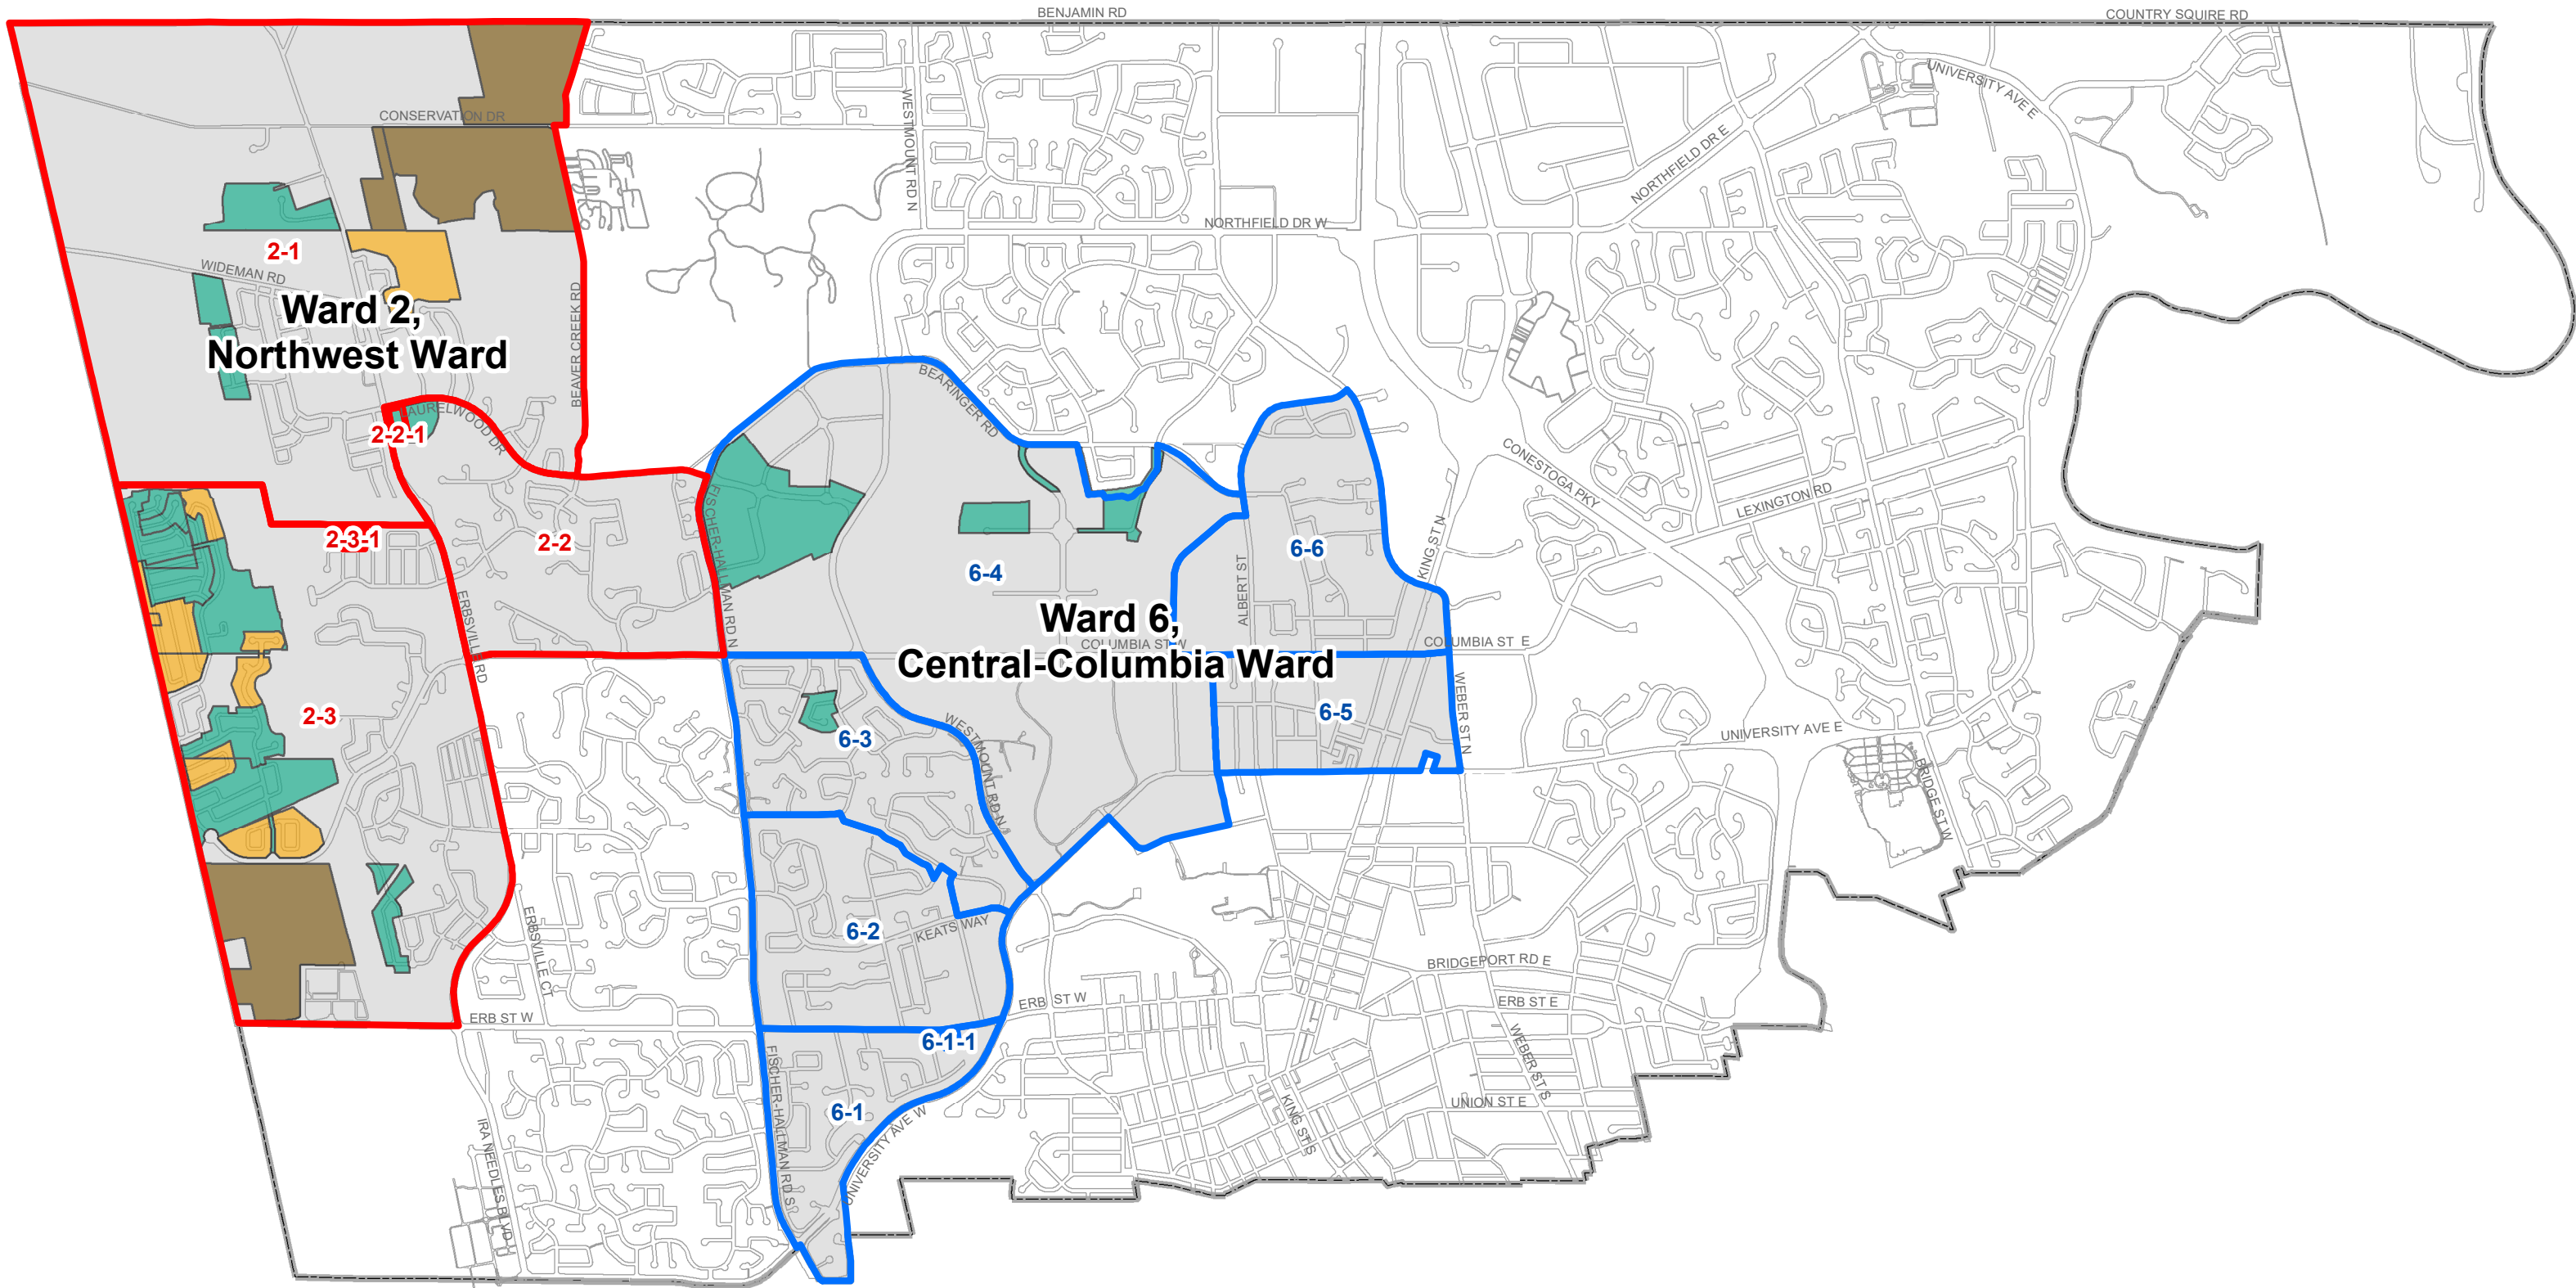 BENJAMIN RD
COUNTRY SQUIRE RD
UNIVERSITY AVE E
CONSERVATION DR
WESTMOUNT RD N
NORTHFIELD DR E
NORTHFIELD DR W
2-1
WIDEMAN RD
Ward 2,
Northwest Ward
BEAVER CREEK RD
BEARINGER RD
LAURELWOOD DR
2-2-1
CONESTOGA PKY
LEXINGTON RD
FISCHER-HALLMAN RD N
KING ST N
2-3-1
2-2
6-6
6-4
ALBERT ST
ERBSVILLE RD
Ward 6,
Central-Columbia Ward
COLUMBIA ST W
COLUMBIA ST E
WEBER ST N
2-3
6-5
6-3
WESTMOUNT RD N
UNIVERSITY AVE E
BRIDGE ST W
6-2
KEATS WAY
ERBSVILLE CT
BRIDGEPORT RD E
ERB ST W
ERB ST E
ERB ST W
6-1-1
WEBER ST S
FISCHER-HALLMAN RD S
6-1
UNIVERSITY AVE W
UNION ST E
KING ST S
IRA NEEDLES BLVD